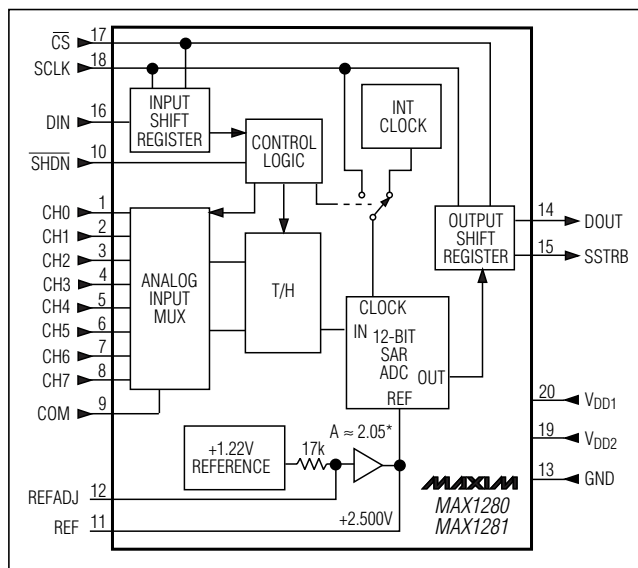 CS 17
SCLK 18
DIN 16
SHDN 10
CH0 1
CH1 2
CH2 3
CH3 4
CH4 5
CH5 6
CH6 7
CH7 8
COM 9
REFADJ 12
REF 11
INPUT
SHIFT
REGISTER
CONTROL
LOGIC
INT
CLOCK
ANALOG
INPUT
MUX
T/H
CLOCK
IN
12-BIT
SAR
ADC
OUT
REF
OUTPUT
SHIFT
REGISTER
14 DOUT
15 SSTRB
+1.22V
REFERENCE
17k
A ≈ 2.05*
+2.500V
20 VDD1
19 VDD2
13 GND
MAXIM
MAX1280
MAX1281